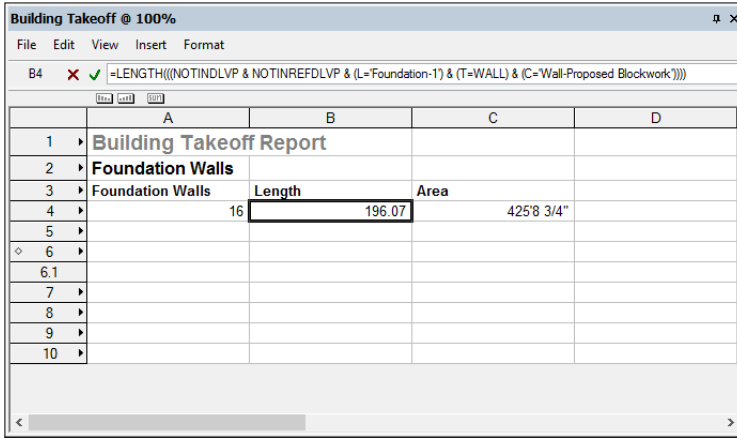 Building Takeoff @ 100%
File Edit View Insert Format
B4 =LENGTH(((NOTINDLVP & NOTINREFDLVP & (L='Foundation-1') & (T=WALL) & (C='Wall-Proposed Blockwork'))))
SUM
A B C D
1 Building Takeoff Report
2 Foundation Walls
3 Foundation Walls Length Area
4 16 196.07 425'8 3/4"
5
6
6.1
7
8
9
10